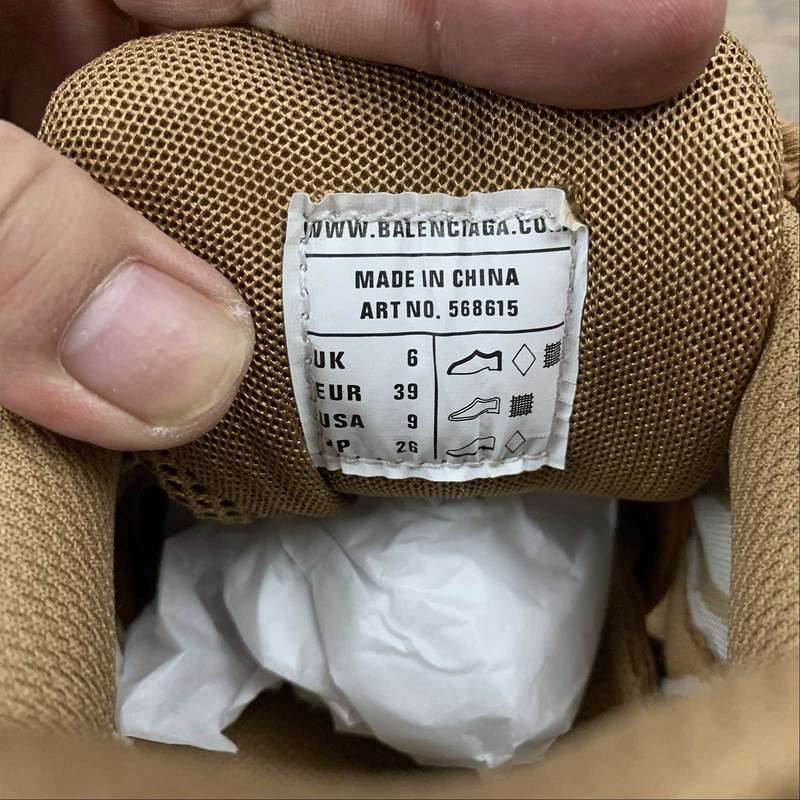 WWW.BALENCIAGA.CO
MADE IN CHINA
ART NO. 568615
UK 6
EUR 39
USA 9
P 26